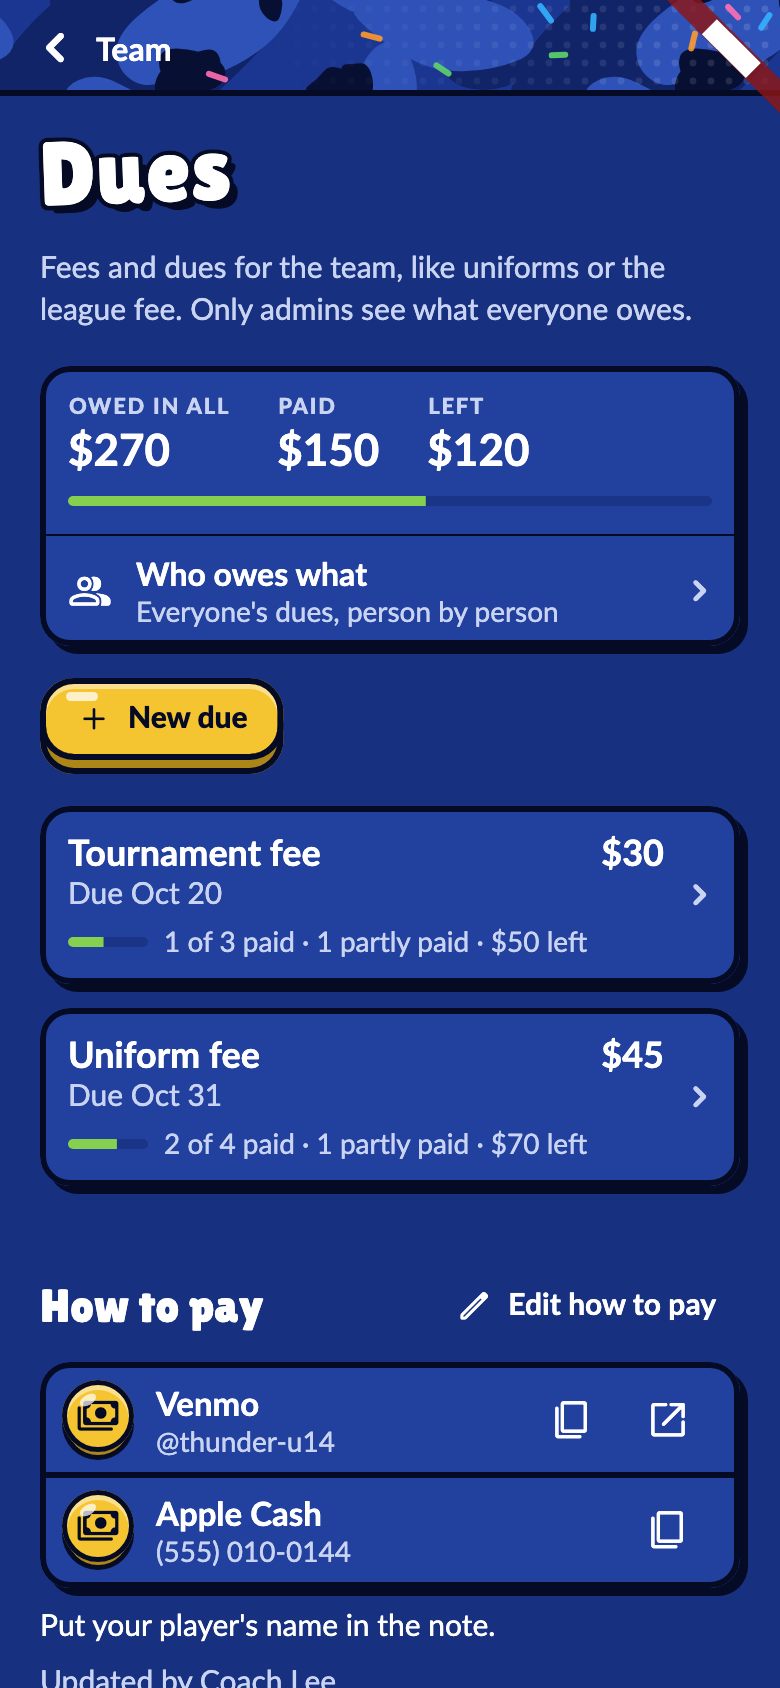 Team
Dues
Fees and dues for the team, like uniforms or the
league fee. Only admins see what everyone owes.
OWED IN ALL PAID LEFT
$270 $150 $120
Who owes what
Everyone's dues, person by person
New due
Tournament fee $30
Due Oct 20
1 of 3 paid · 1 partly paid · $50 left
Uniform fee $45
Due Oct 31
2 of 4 paid · 1 partly paid · $70 left
How to pay Edit how to pay
Venmo
@thunder-u14
Apple Cash
(555) 010-0144
Put your player's name in the note.
Updated by Coach Lee